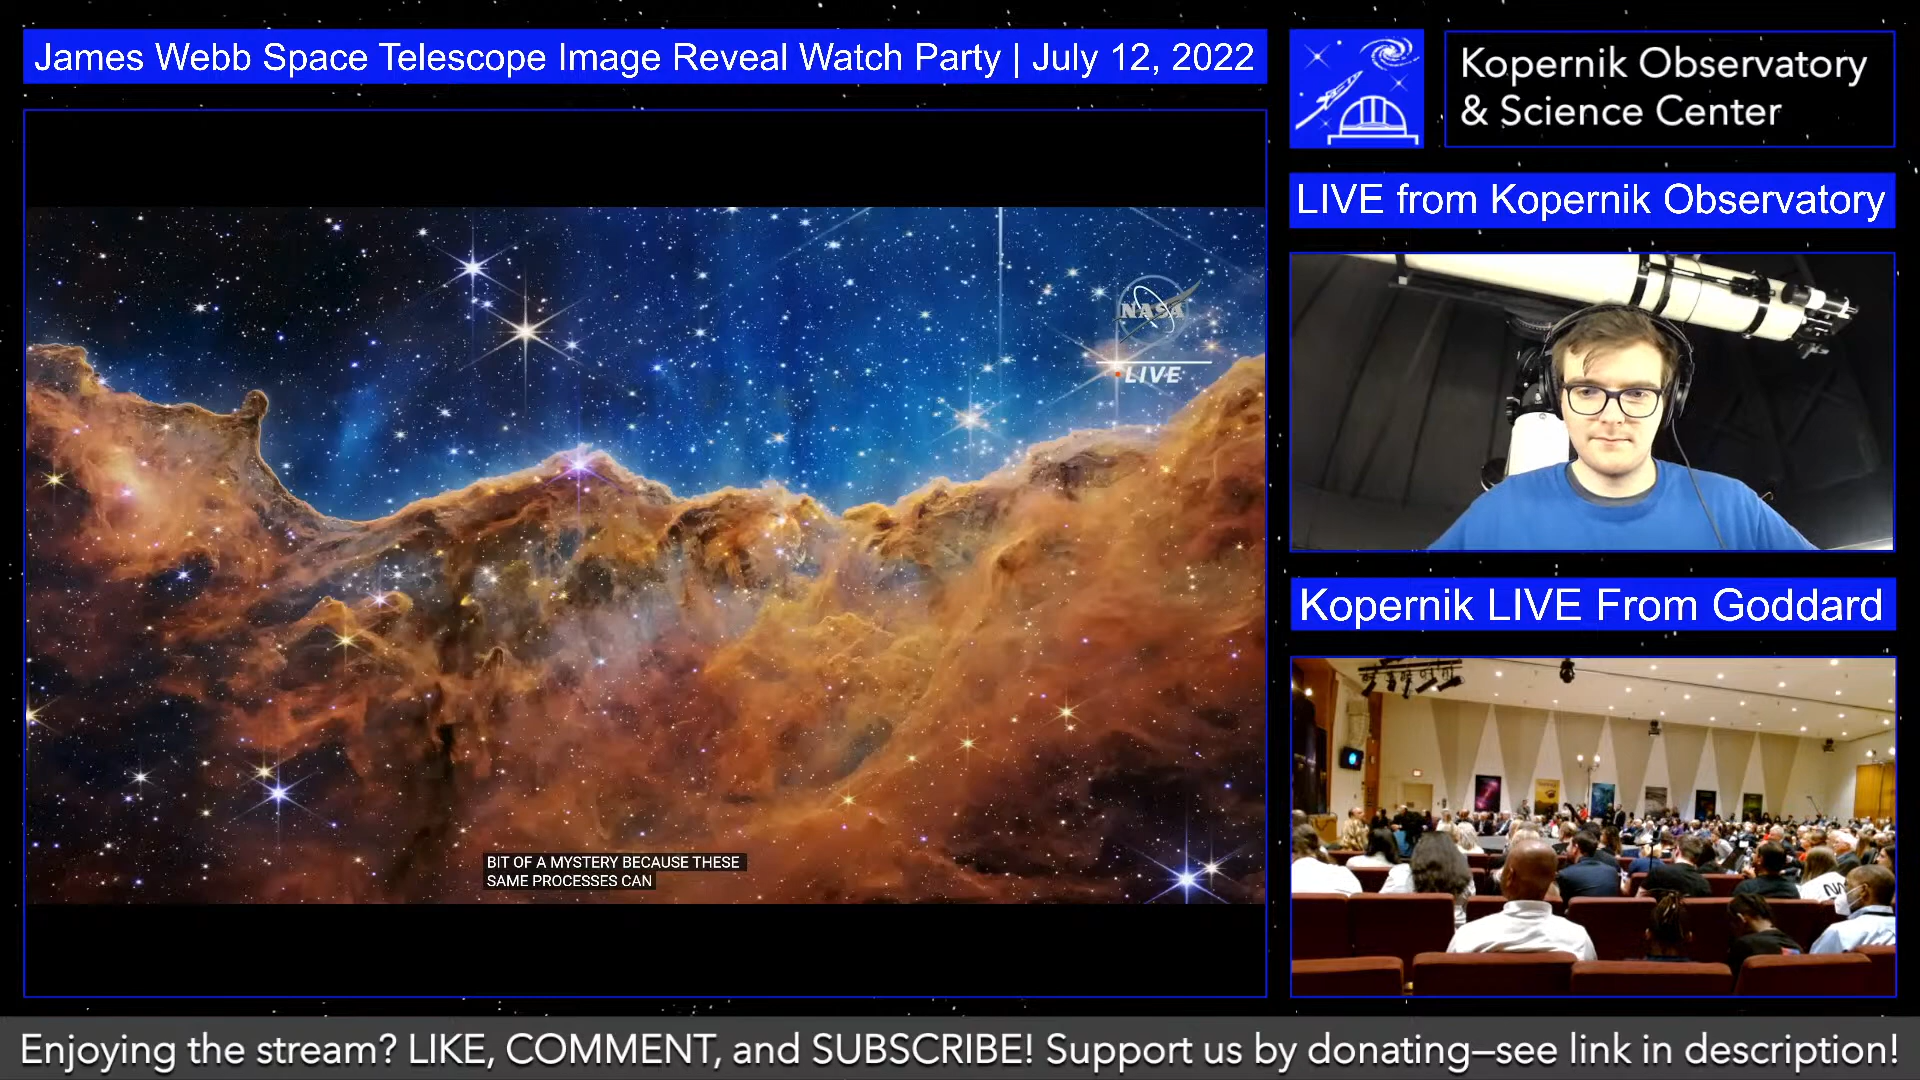 James Webb Space Telescope Image Reveal Watch Party | July 12, 2022
Kopernik Observatory
& Science Center
LIVE from Kopernik Observatory
NASA
LIVE
BIT OF A MYSTERY BECAUSE THESE
SAME PROCESSES CAN
Kopernik LIVE From Goddard
Enjoying the stream? LIKE, COMMENT, and SUBSCRIBE! Support us by donating–see link in description!